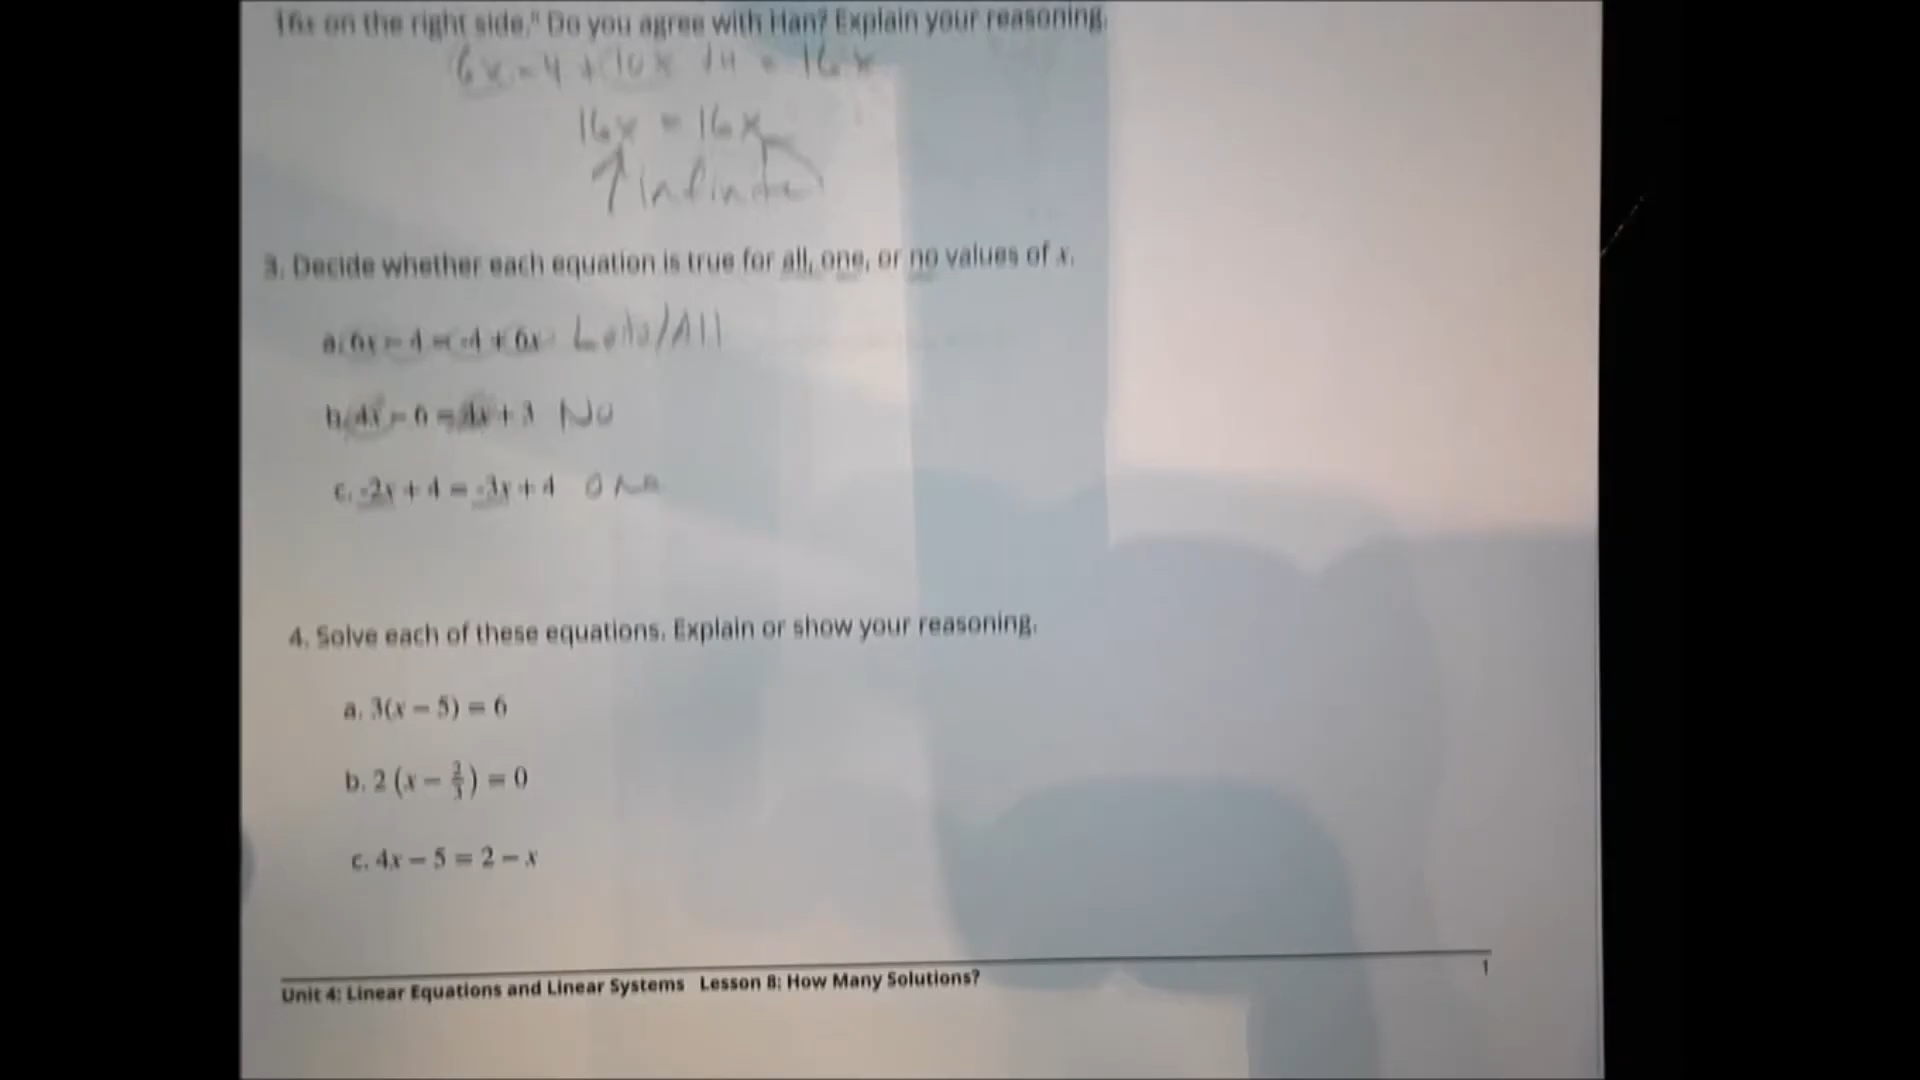 16x on the right side." Do you agree with Han? Explain your reasoning.
6x - 4 + 10x + 4 = 16x
16x = 16x
infinite
3. Decide whether each equation is true for all, one, or no values of x.
a. 6x - 4 = -4 + 6x /All
b. 4x - 6 = 4x + 3 No
c. -2x + 4 = -3x + 4 one
4. Solve each of these equations. Explain or show your reasoning.
a. 3(x - 5) = 6
b. 2 (x - 2/3) = 0
c. 4x - 5 = 2 - x
Unit 4: Linear Equations and Linear Systems Lesson 8: How Many Solutions? 1